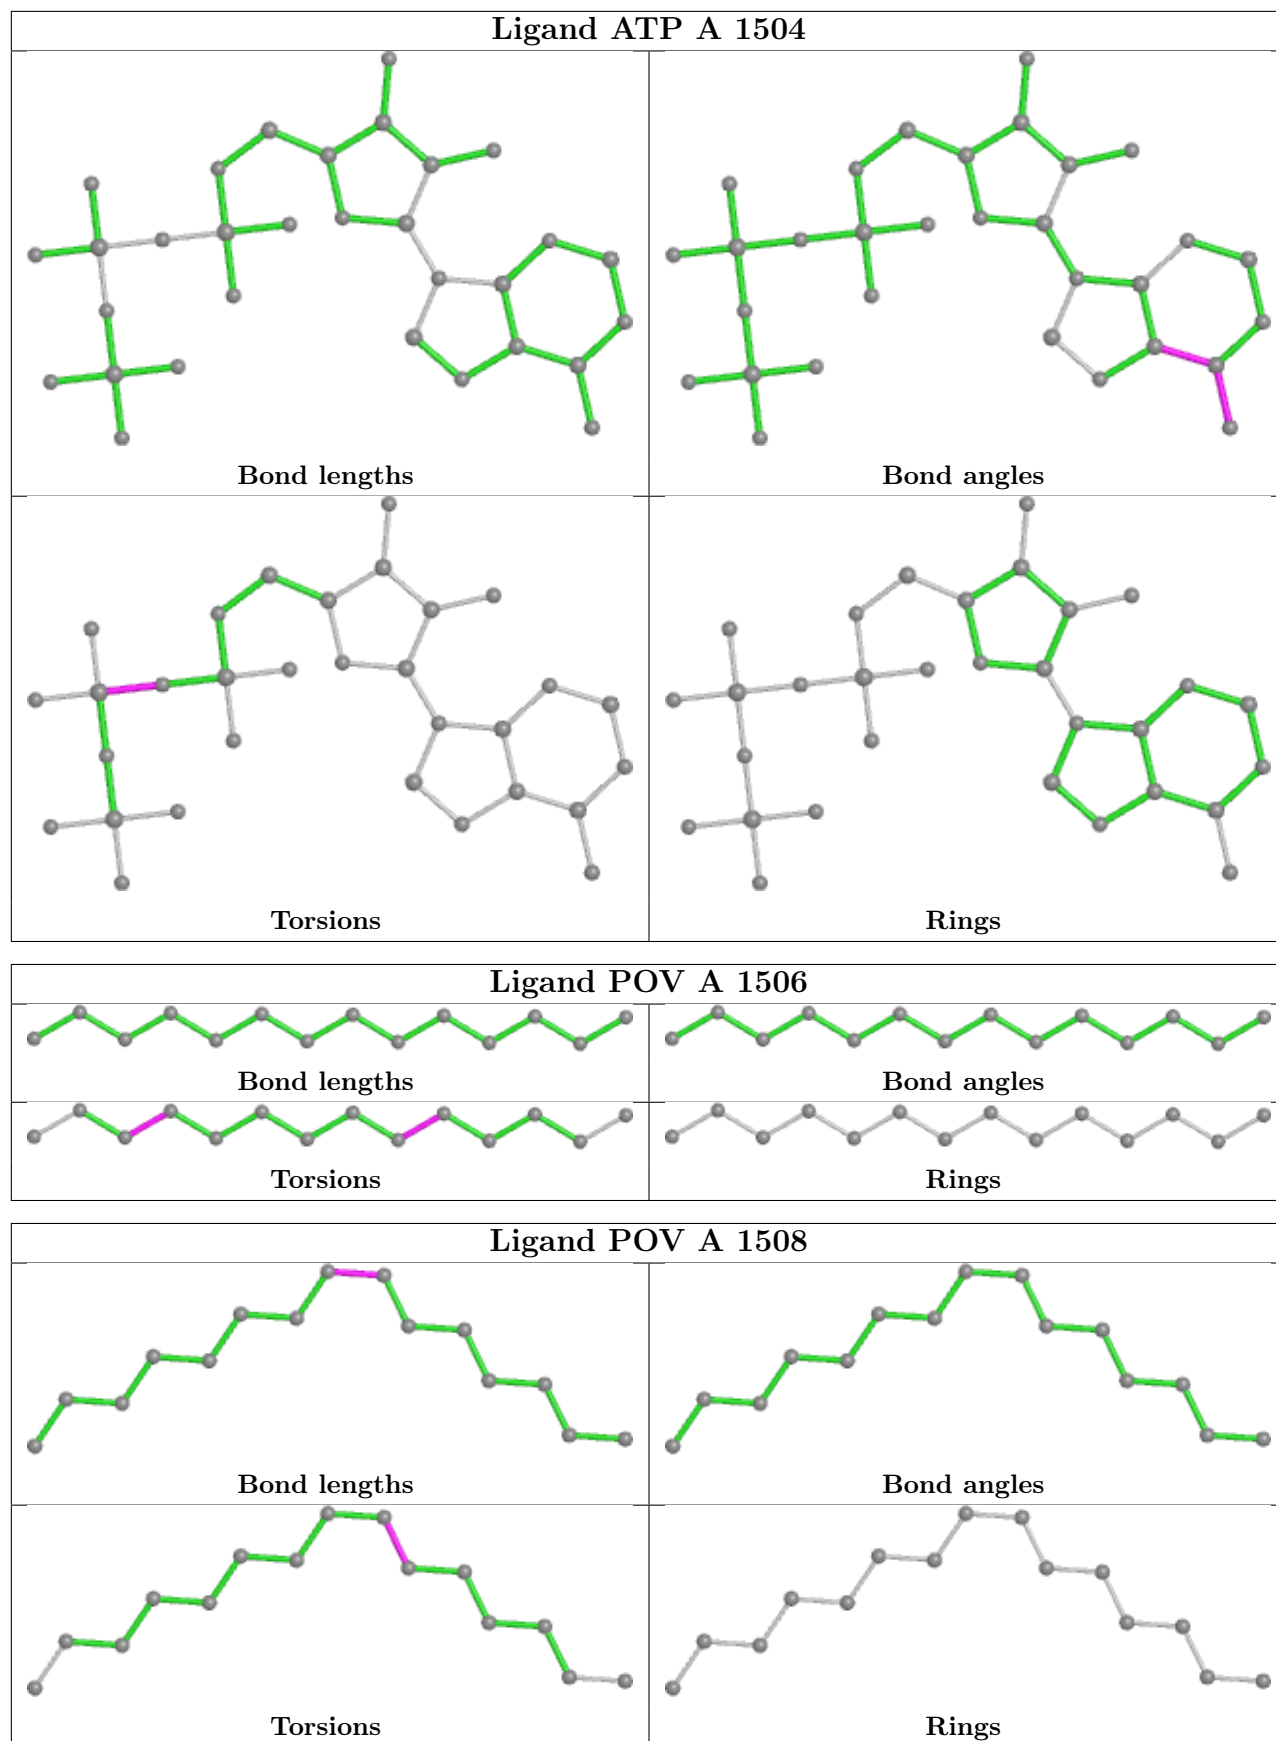 Ligand ATP A 1504
Bond lengths
Bond angles
Torsions
Rings
Ligand POV A 1506
Bond lengths
Bond angles
Torsions
Rings
Ligand POV A 1508
Bond lengths
Bond angles
Torsions
Rings